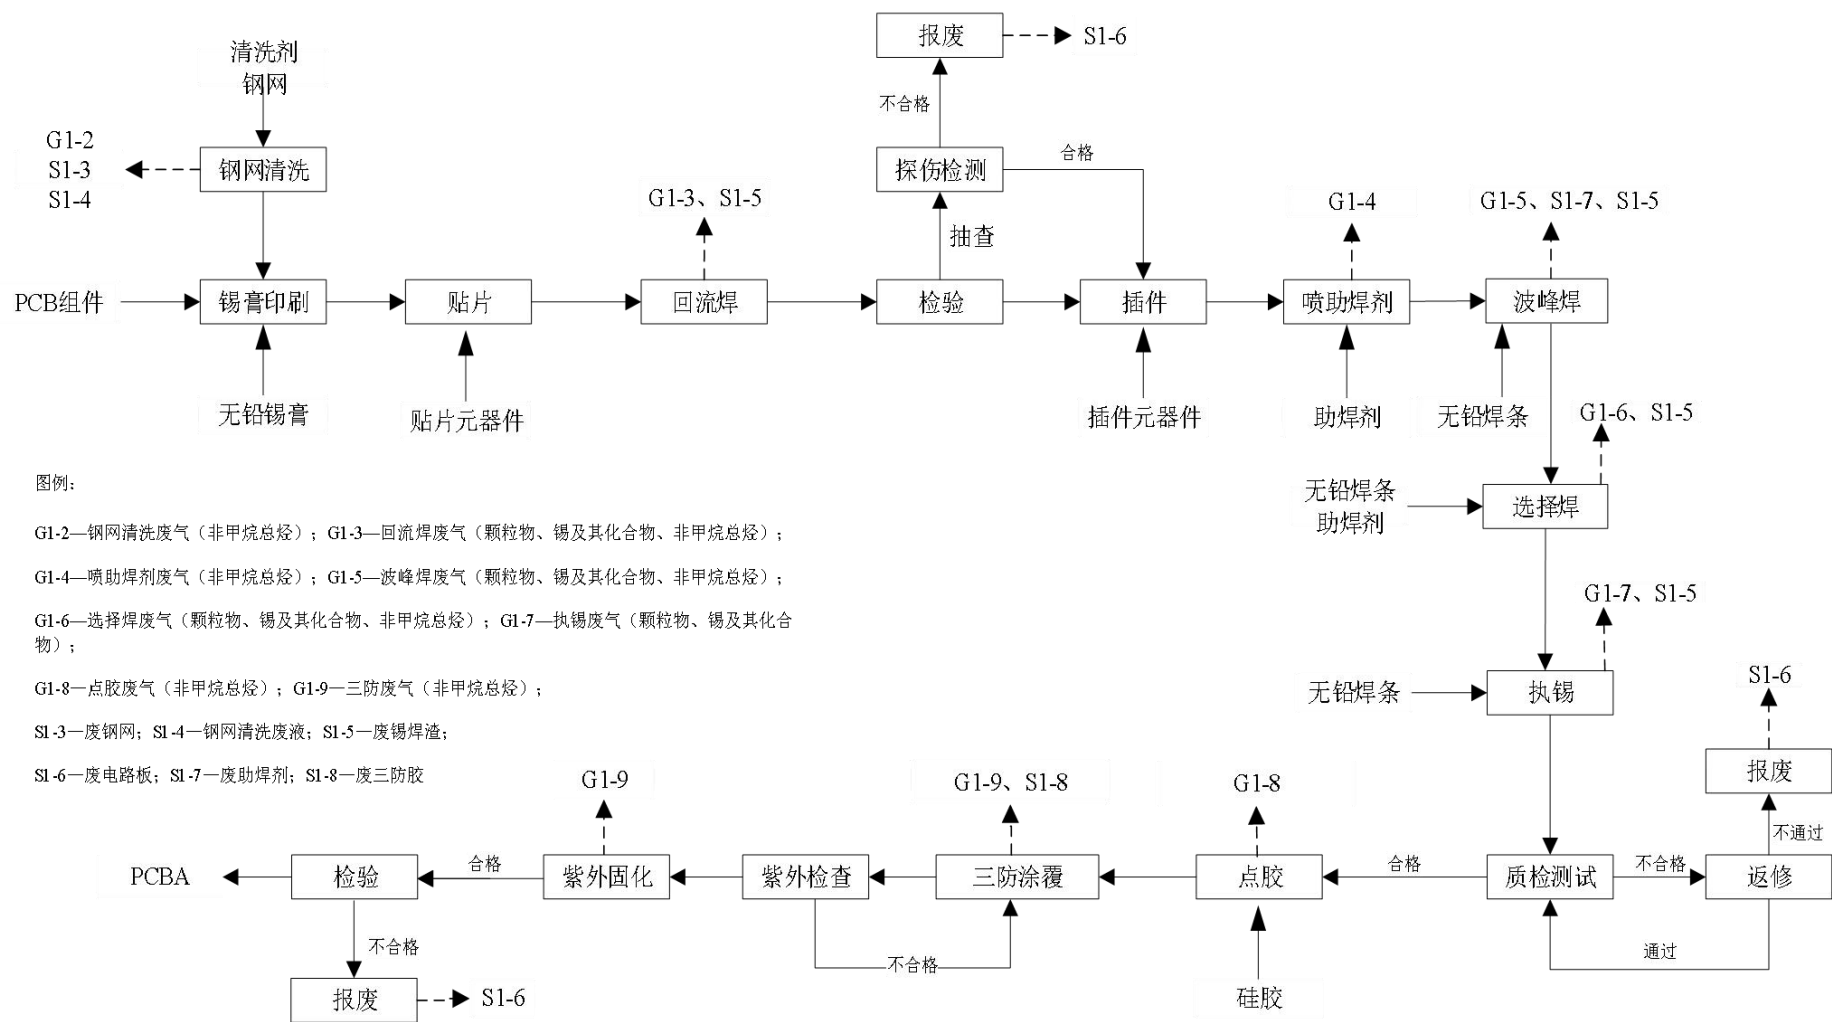 报废
S1-6
清洗剂
钢网
不合格
G1-2
S1-3
S1-4
钢网清洗
探伤检测
合格
G1-3、S1-5
抽查
G1-4
G1-5、S1-7、S1-5
PCB组件
锡膏印刷
贴片
回流焊
检验
插件
喷助焊剂
波峰焊
无铅锡膏
贴片元器件
插件元器件
助焊剂
无铅焊条
G1-6、S1-5
无铅焊条
助焊剂
选择焊
图例：
G1-2—钢网清洗废气（非甲烷总烃）；G1-3—回流焊废气（颗粒物、锡及其化合物、非甲烷总烃）；
G1-4—喷助焊剂废气（非甲烷总烃）；G1-5—波峰焊废气（颗粒物、锡及其化合物、非甲烷总烃）；
G1-6—选择焊废气（颗粒物、锡及其化合物、非甲烷总烃）；G1-7—执锡废气（颗粒物、锡及其化合
物）；
G1-8—点胶废气（非甲烷总烃）；G1-9—三防废气（非甲烷总烃）；
S1-3—废钢网；S1-4—钢网清洗废液；S1-5—废锡焊渣；
S1-6—废电路板；S1-7—废助焊剂；S1-8—废三防胶
G1-7、S1-5
无铅焊条
执锡
S1-6
报废
不通过
G1-9
G1-9、S1-8
G1-8
PCBA
检验
合格
紫外固化
紫外检查
三防涂覆
点胶
合格
质检测试
不合格
返修
不合格
不合格
通过
报废
S1-6
硅胶